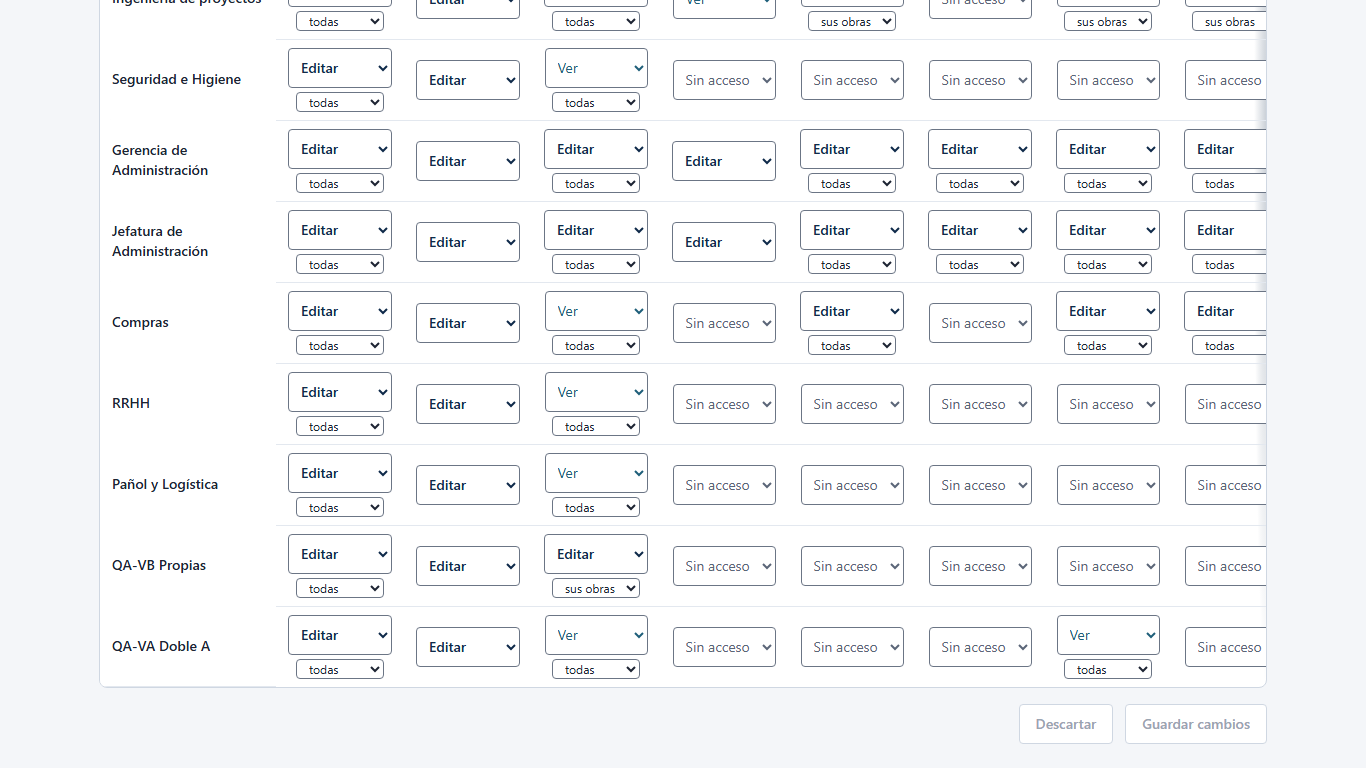 Ingeniería de proyectos
Editar
Ver
Sin acceso
todas todas sus obras sus obras sus obras
Editar Ver
Seguridad e Higiene Editar Sin acceso Sin acceso Sin acceso Sin acceso Sin acceso
todas todas
Editar Editar Editar Editar Editar Editar
Gerencia de
Administración
Editar Editar
todas todas todas todas todas todas
Editar Editar Editar Editar Editar Editar
Jefatura de
Administración
Editar Editar
todas todas todas todas todas todas
Editar Ver Editar Editar Editar
Compras Editar Sin acceso Sin acceso
todas todas todas todas todas
Editar Ver
RRHH Editar Sin acceso Sin acceso Sin acceso Sin acceso Sin acceso
todas todas
Editar Ver
Pañol y Logística Editar Sin acceso Sin acceso Sin acceso Sin acceso Sin acceso
todas todas
Editar Editar
QA-VB Propias Editar Sin acceso Sin acceso Sin acceso Sin acceso Sin acceso
todas sus obras
Editar Ver Ver
QA-VA Doble A Editar Sin acceso Sin acceso Sin acceso Sin acceso
todas todas todas
Descartar Guardar cambios